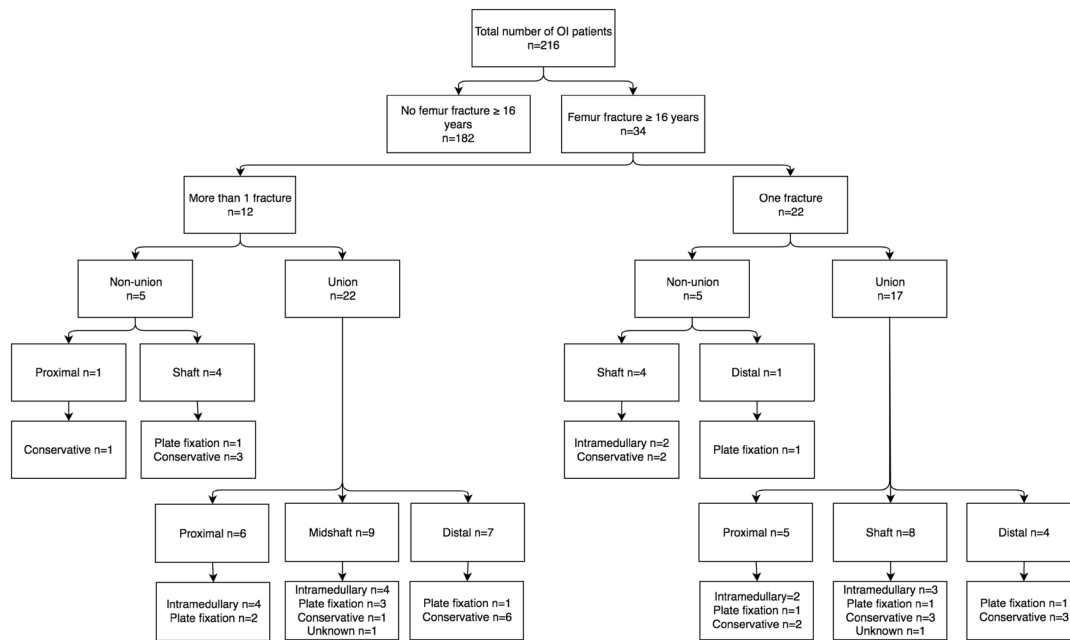 Total number of OI patients
n=216
No femur fracture ≥ 16
years
n=182
Femur fracture ≥ 16 years
n=34
More than 1 fracture
n=12
One fracture
n=22
Non-union
n=5
Union
n=22
Non-union
n=5
Union
n=17
Proximal n=1
Shaft n=4
Shaft n=4
Distal n=1
Conservative n=1
Plate fixation n=1
Conservative n=3
Intramedullary n=2
Conservative n=2
Plate fixation n=1
Proximal n=6
Midshaft n=9
Distal n=7
Proximal n=5
Shaft n=8
Distal n=4
Intramedullary n=4
Plate fixation n=2
Intramedullary n=4
Plate fixation n=3
Conservative n=1
Unknown n=1
Plate fixation n=1
Conservative n=6
Intramedullary=2
Plate fixation n=1
Conservative n=2
Intramedullary n=3
Plate fixation n=1
Conservative n=3
Unknown n=1
Plate fixation n=1
Conservative n=3